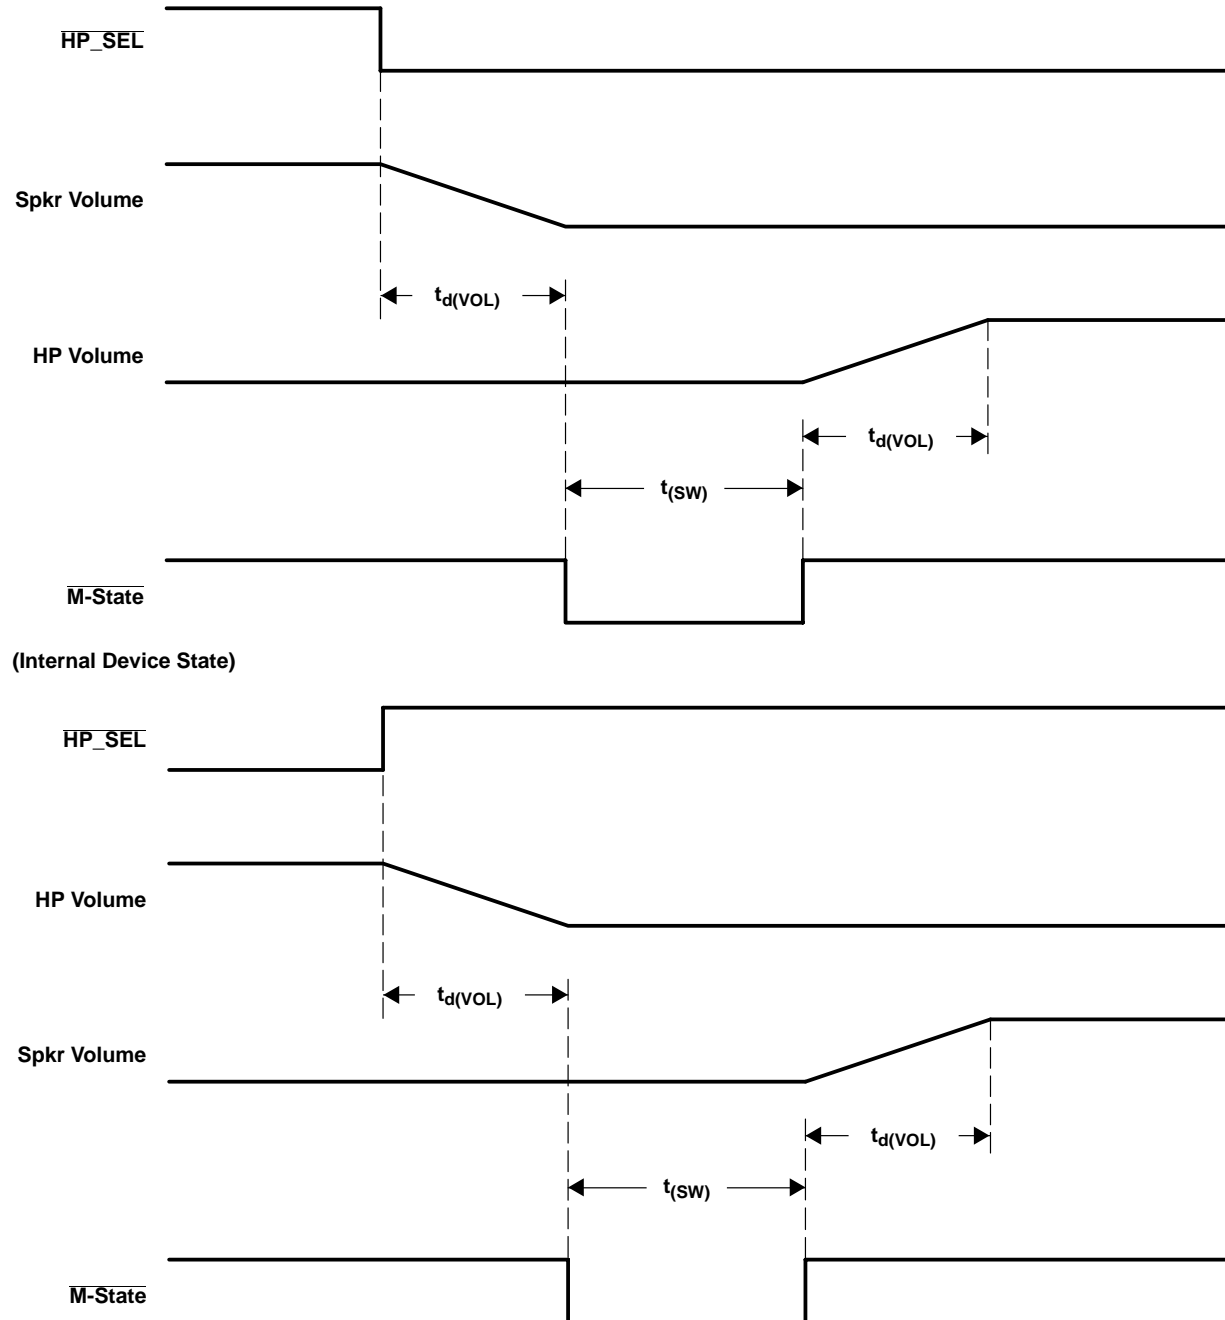 HP_SEL
Spkr Volume
td(VOL)
HP Volume
td(VOL)
t(SW)
M-State
(Internal Device State)
HP_SEL
HP Volume
td(VOL)
Spkr Volume
td(VOL)
t(SW)
M-State